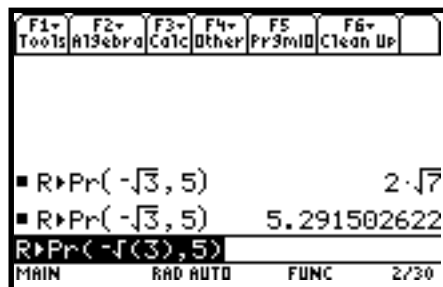 F1▾ F2▾ F3▾ F4▾ F5 F6▾
Tools Algebra Calc Other PrgmIO Clean Up
▪ R▸Pr(-√3, 5) 2·√7
▪ R▸Pr(-√3, 5) 5.291502622
R▸Pr(-√(3),5)
MAIN RAD AUTO FUNC 2/30